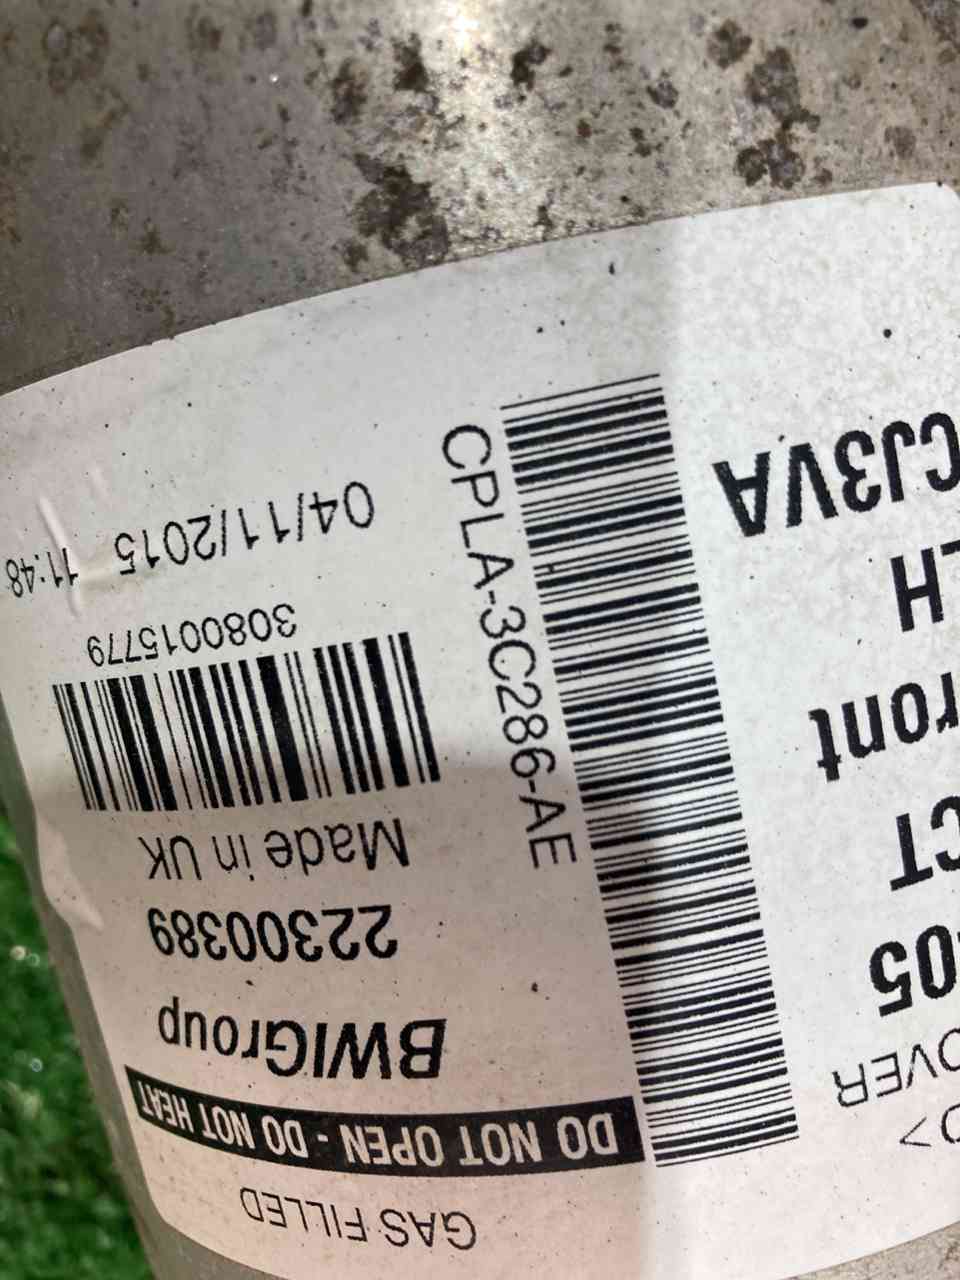 GAS FILLED
DO NOT OPEN - DO NOT HEAT
BWIGroup
22300389
Made in UK
3080015779
04/11/2015 11:48
CPLA-3C286-AE
>
OVER
05
CT
ront
LH
CJ3VA